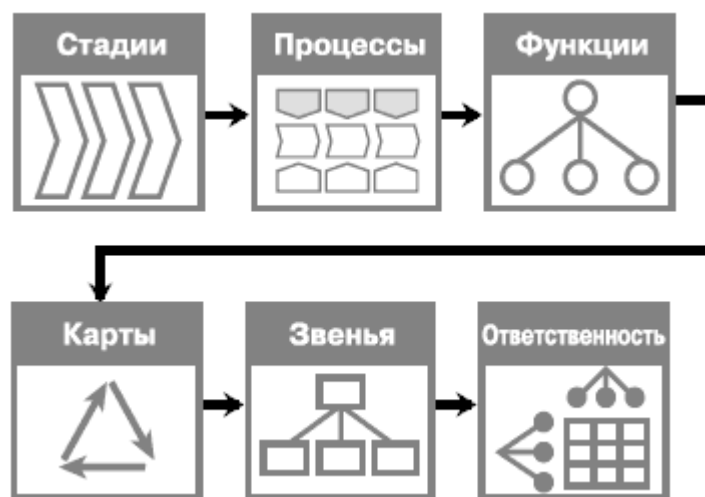 Стадии
Процессы
Функции
Карты
Звенья
Ответственность